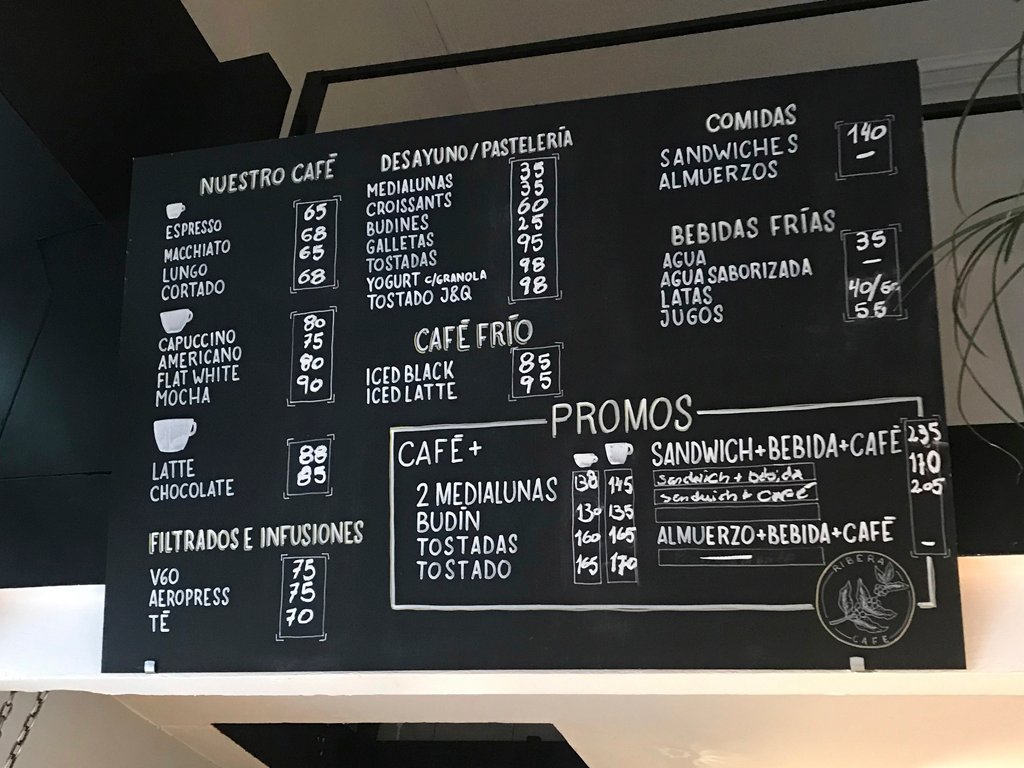 NUESTRO CAFÉ
ESPRESSO 65
MACCHIATO 68
LUNGO 65
CORTADO 68
CAPUCCINO 80
AMERICANO 75
FLAT WHITE 80
MOCHA 90
LATTE 88
CHOCOLATE 85
FILTRADOS E INFUSIONES
V60 75
AEROPRESS 75
TÉ 70
DESAYUNO/PASTELERÍA
MEDIALUNAS 35
CROISSANTS 35
BUDINES 60
GALLETAS 25
TOSTADAS 95
YOGURT C/GRANOLA 98
TOSTADO J&Q 98
CAFÉ FRÍO
ICED BLACK 85
ICED LATTE 95
COMIDAS
SANDWICHES 140
ALMUERZOS —
BEBIDAS FRÍAS
AGUA 35
AGUA SABORIZADA —
LATAS 40/60
JUGOS 55
PROMOS
CAFÉ +
2 MEDIALUNAS 138 145
BUDÍN 130 135
TOSTADAS 160 165
TOSTADO 165 170
SANDWICH+BEBIDA+CAFÉ 235
sandwich + bebida 170
sandwich + CAFÉ 205
ALMUERZO+BEBIDA+CAFÉ —
RIBERA
CAFÉ